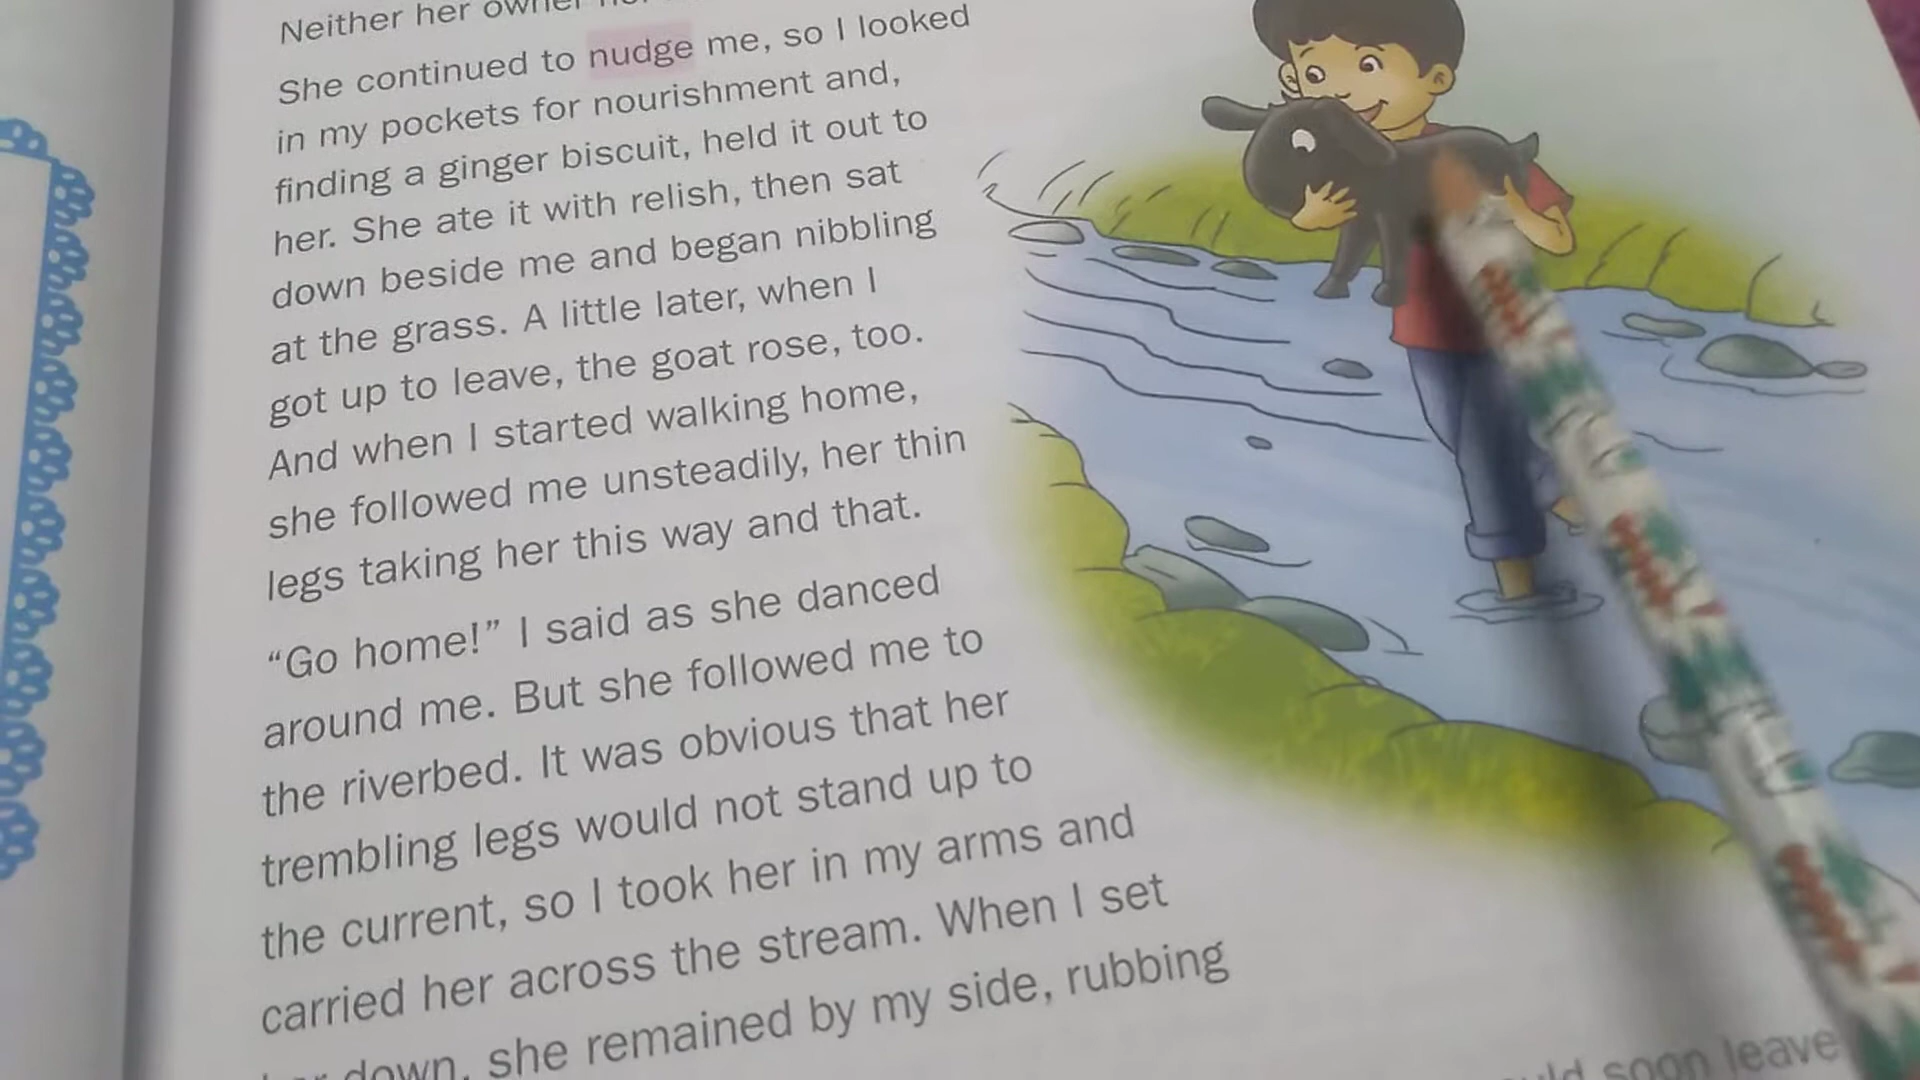 Neither her owner
She continued to nudge me, so I looked
in my pockets for nourishment and,
finding a ginger biscuit, held it out to
her. She ate it with relish, then sat
down beside me and began nibbling
at the grass. A little later, when I
got up to leave, the goat rose, too.
And when I started walking home,
she followed me unsteadily, her thin
legs taking her this way and that.
“Go home!” I said as she danced
around me. But she followed me to
the riverbed. It was obvious that her
trembling legs would not stand up to
the current, so I took her in my arms and
carried her across the stream. When I set
down, she remained by my side, rubbing
soon leave